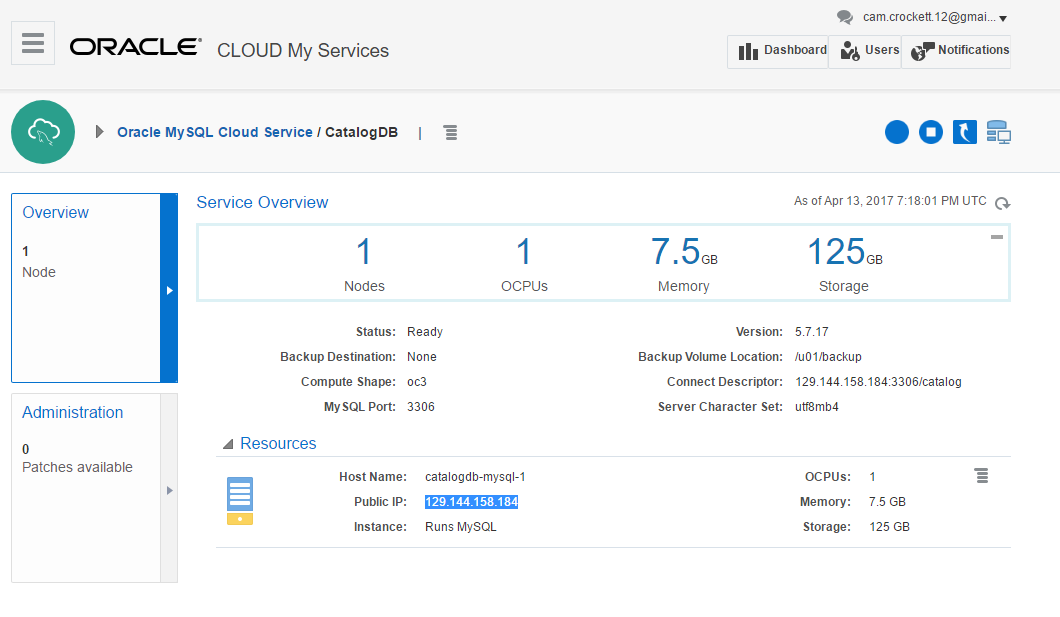 cam.crockett.12@gmai...
ORACLE® CLOUD My Services
Dashboard Users Notifications
Oracle MySQL Cloud Service / CatalogDB |
Overview
1
Node
Administration
0
Patches available
Service Overview
As of Apr 13, 2017 7:18:01 PM UTC
1 1 7.5 GB 125 GB
Nodes OCPUs Memory Storage
Status: Ready Version: 5.7.17
Backup Destination: None Backup Volume Location: /u01/backup
Compute Shape: oc3 Connect Descriptor: 129.144.158.184:3306/catalog
MySQL Port: 3306 Server Character Set: utf8mb4
Resources
Host Name: catalogdb-mysql-1 OCPUs: 1
Public IP: 129.144.158.184 Memory: 7.5 GB
Instance: Runs MySQL Storage: 125 GB